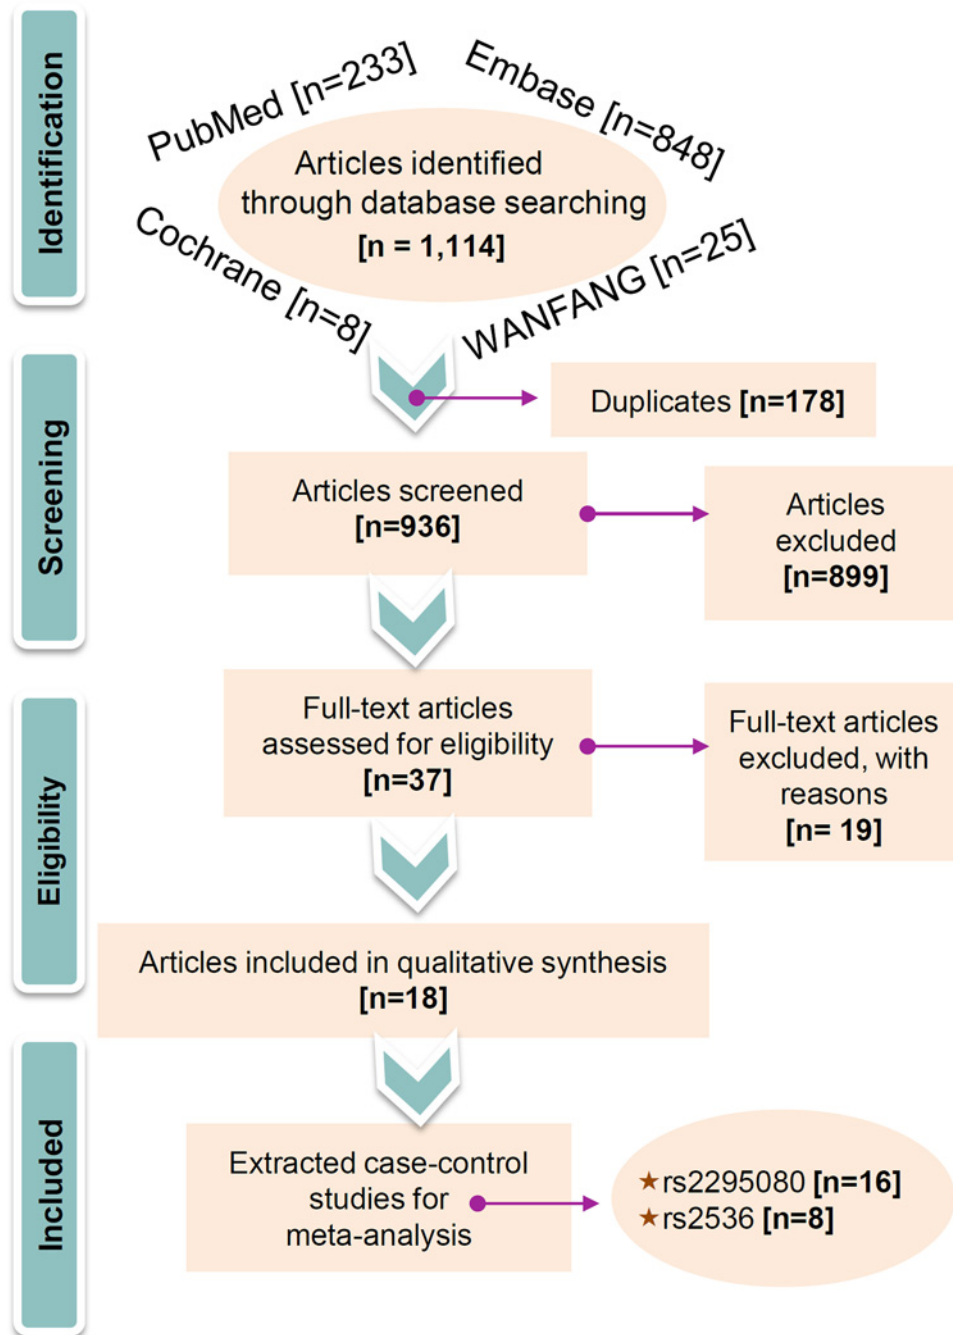 Identification
PubMed [n=233]
Embase [n=848]
Articles identified
through database searching
[n = 1,114]
Cochrane [n=8]
WANFANG [n=25]
Screening
Duplicates [n=178]
Articles screened
[n=936]
Articles
excluded
[n=899]
Eligibility
Full-text articles
assessed for eligibility
[n=37]
Full-text articles
excluded, with
reasons
[n= 19]
Articles included in qualitative synthesis
[n=18]
Included
Extracted case-control
studies for
meta-analysis
★rs2295080 [n=16]
★rs2536 [n=8]